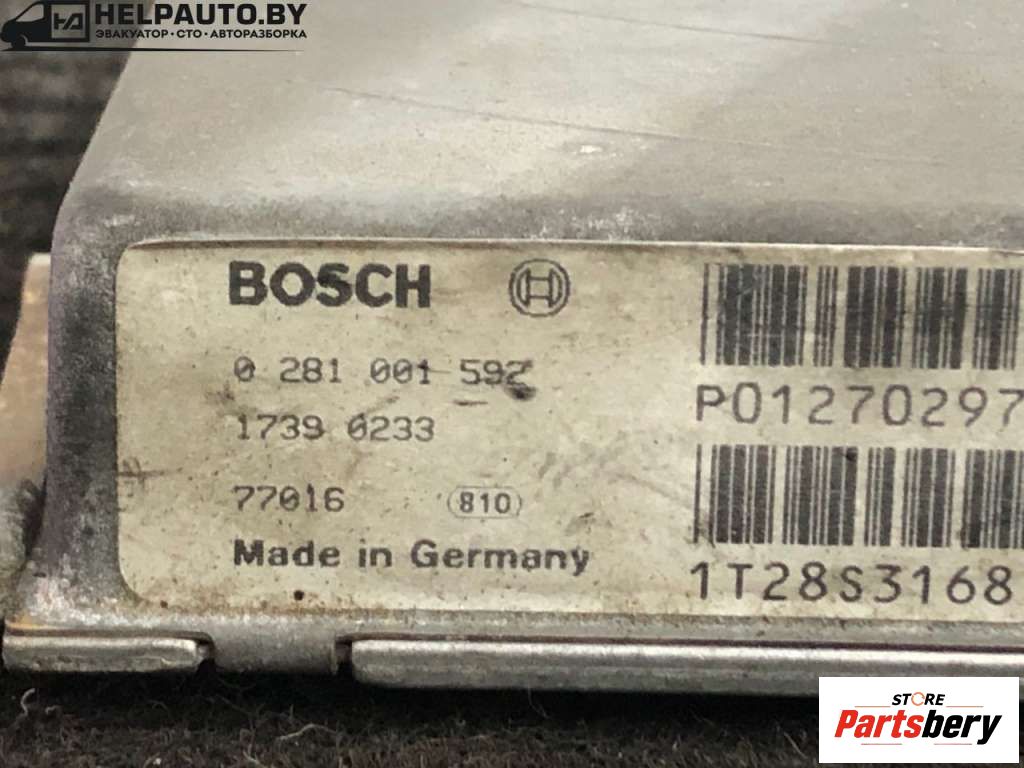 HELPAUTO.BY
ЭВАКУАТОР•СТО•АВТОРАЗБОРКА
BOSCH
0 281 001 592
1739 0233
77016 810
Made in Germany
P01270297
1T28S3168
STORE
Partsbery